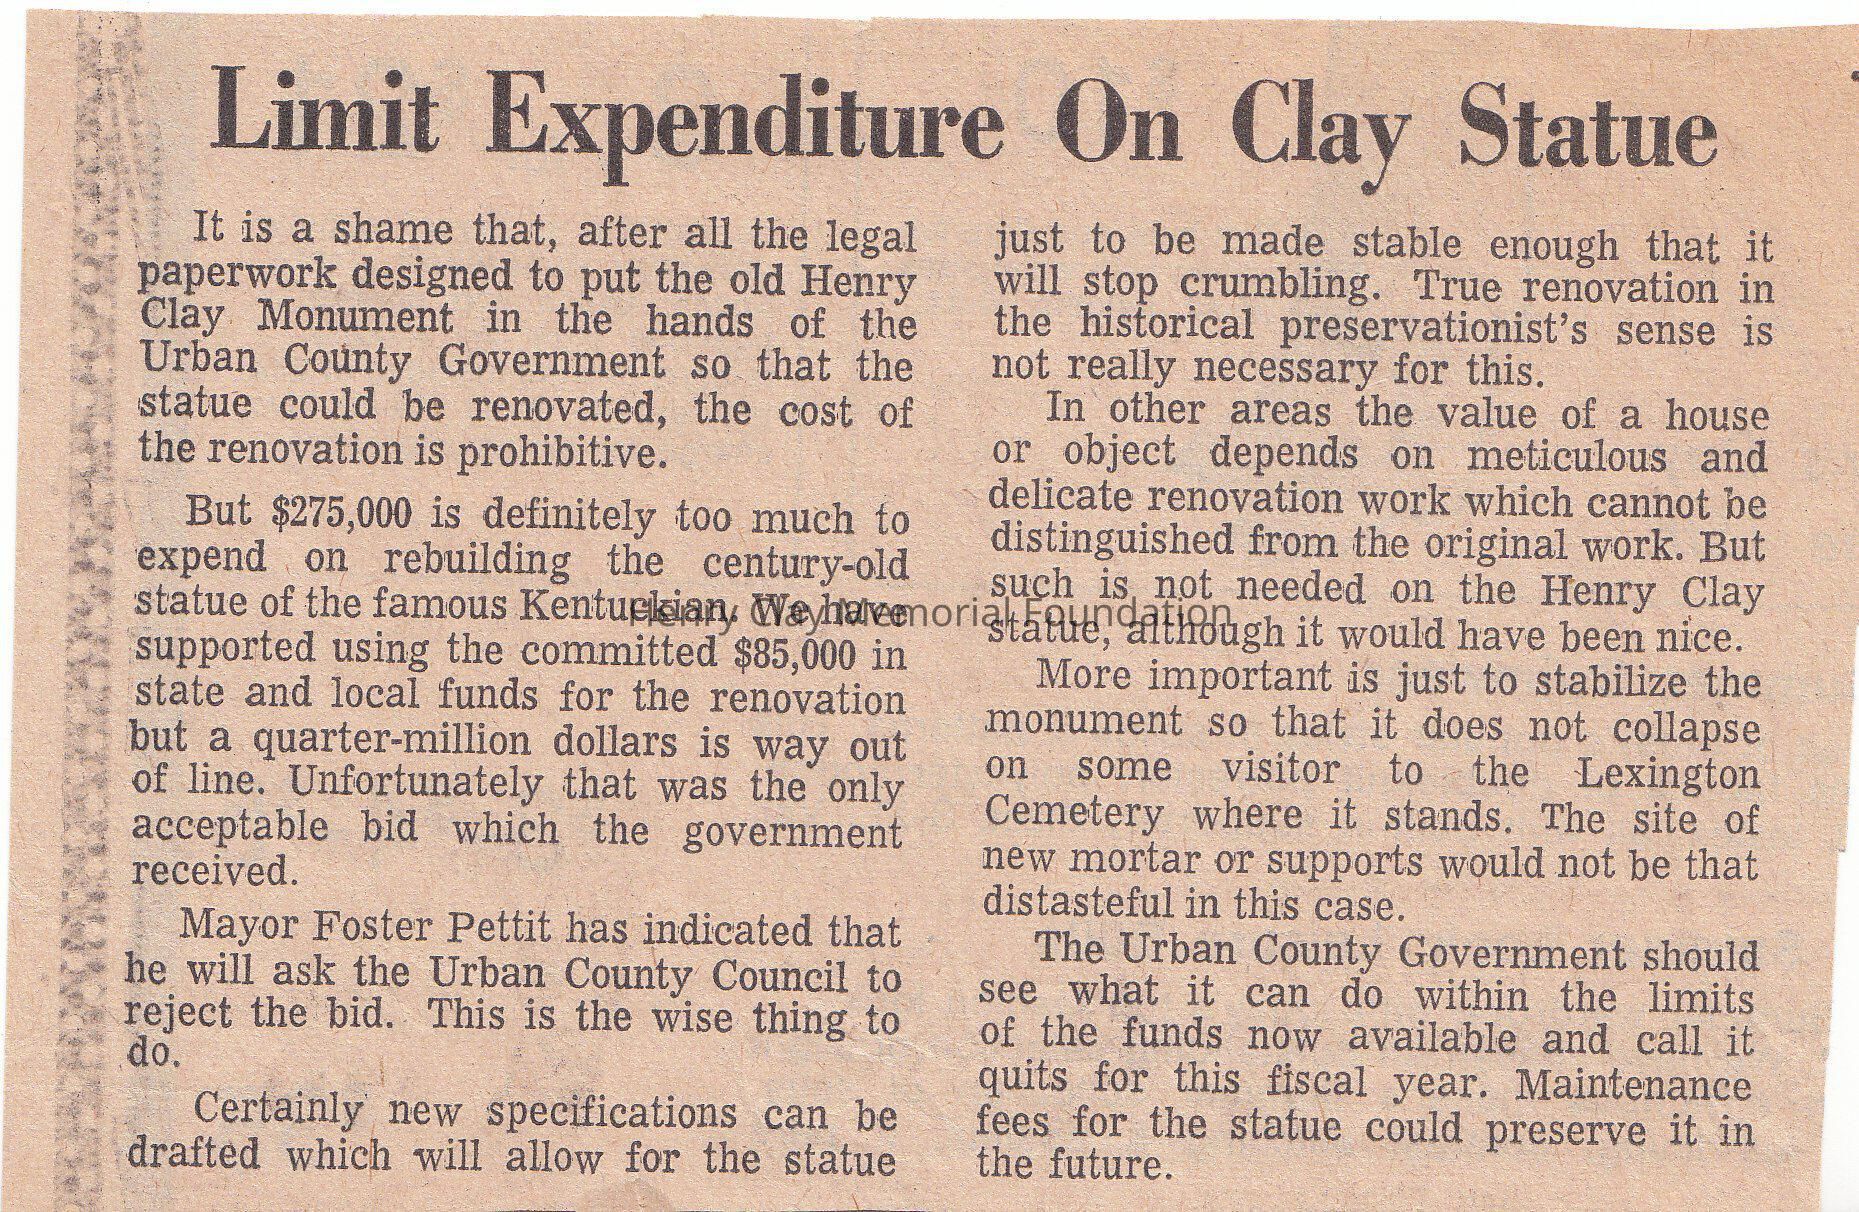 Limit Expenditure On Clay Statue
It is a shame that, after all the legal
paperwork designed to put the old Henry
Clay Monument in the hands of the
Urban County Government so that the
statue could be renovated, the cost of
the renovation is prohibitive.
But $275,000 is definitely too much to
expend on rebuilding the century-old
statue of the famous Kentuckian. We have
supported using the committed $85,000 in
state and local funds for the renovation
but a quarter-million dollars is way out
of line. Unfortunately that was the only
acceptable bid which the government
received.
Mayor Foster Pettit has indicated that
he will ask the Urban County Council to
reject the bid. This is the wise thing to
do.
Certainly new specifications can be
drafted which will allow for the statue
just to be made stable enough that it
will stop crumbling. True renovation in
the historical preservationist's sense is
not really necessary for this.
In other areas the value of a house
or object depends on meticulous and
delicate renovation work which cannot be
distinguished from the original work. But
such is not needed on the Henry Clay
statue, although it would have been nice.
More important is just to stabilize the
monument so that it does not collapse
on some visitor to the Lexington
Cemetery where it stands. The site of
new mortar or supports would not be that
distasteful in this case.
The Urban County Government should
see what it can do within the limits
of the funds now available and call it
quits for this fiscal year. Maintenance
fees for the statue could preserve it in
the future.
Henry Clay Memorial Foundation